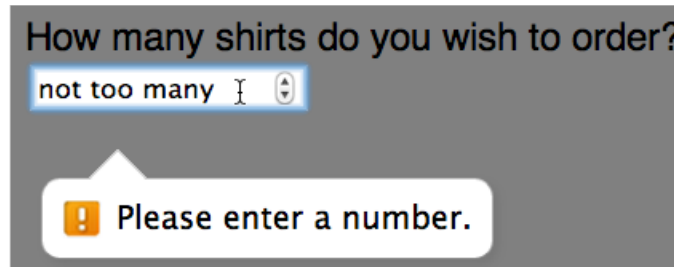 How many shirts do you wish to order?
not too many
Please enter a number.